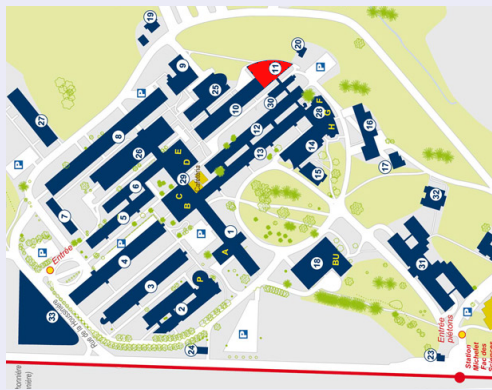 19
20
9
11
P
P
25
P
10
30
F
G
28
H
27
8
12
16
E
26
D
13
14
17
P
29
Cafétéria
15
6
C
B
32
7
5
1
P
A
Entrée
4
18
BU
31
3
P
2
P
Rue de la Houssinière
33
P
24
Entrée
piétons
23
Station
Michelet
Fac des